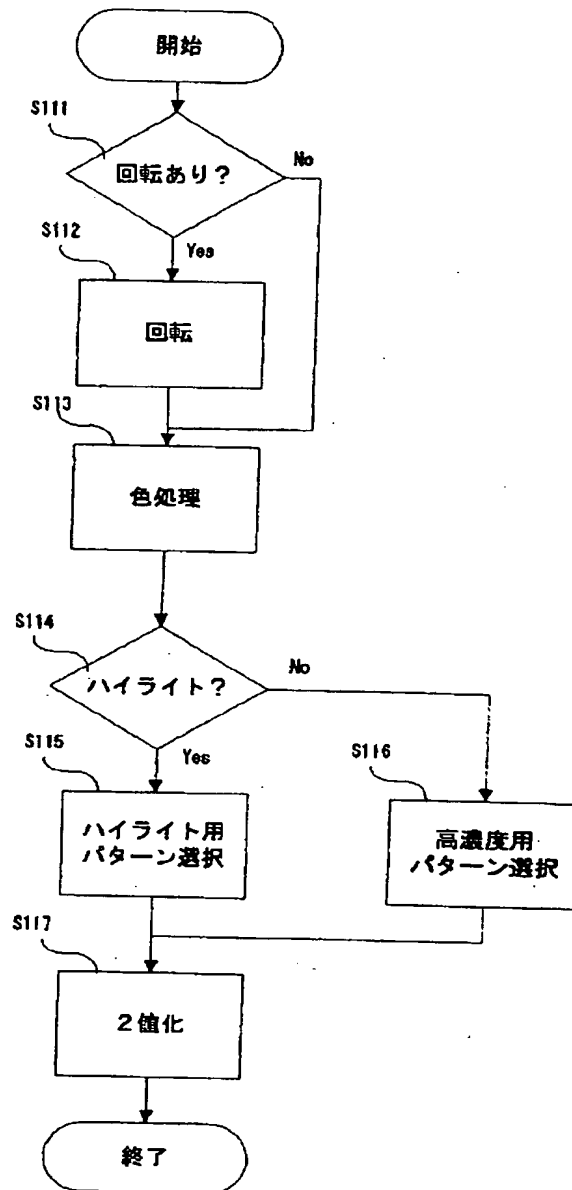 開始
S111
回転あり？
No
Yes
S112
回転
S113
色処理
S114
ハイライト？
No
Yes
S115
ハイライト用
パターン選択
S116
高濃度用
パターン選択
S117
２値化
終了